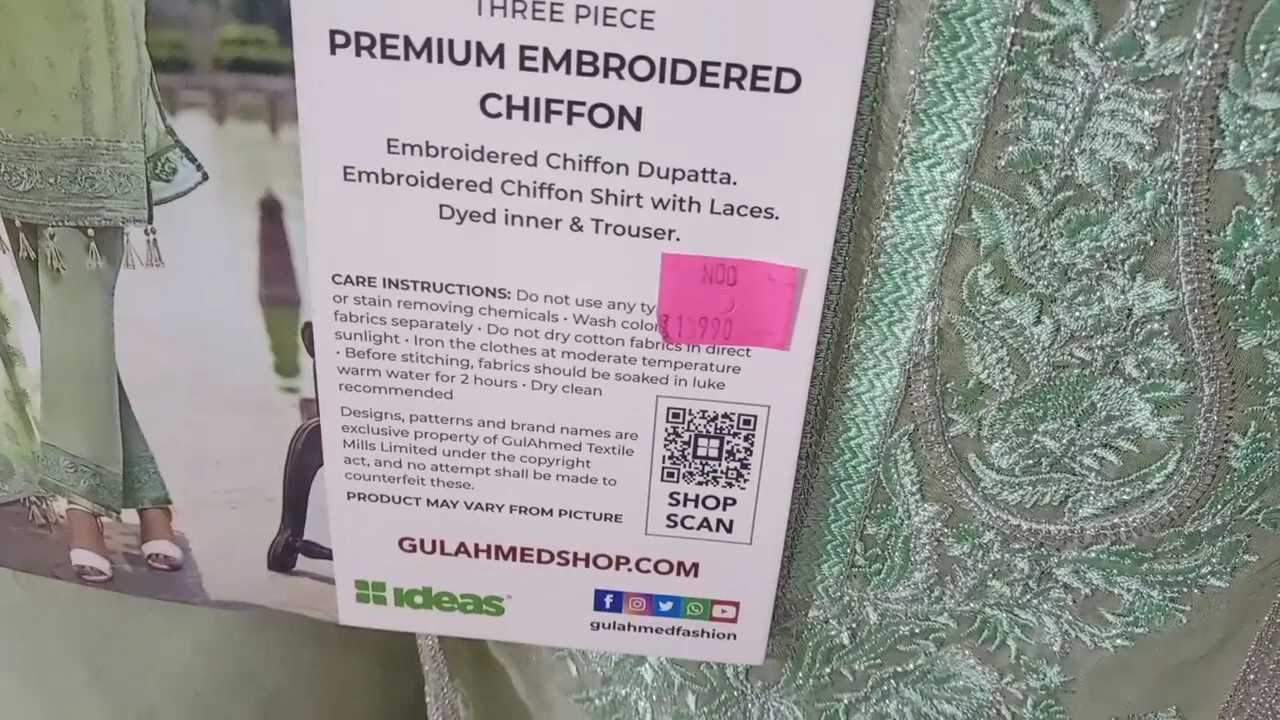 THREE PIECE
PREMIUM EMBROIDERED
CHIFFON
Embroidered Chiffon Dupatta.
Embroidered Chiffon Shirt with Laces.
Dyed inner & Trouser.
NOO
13990
CARE INSTRUCTIONS: Do not use any
or stain removing chemicals • Wash
fabrics separately • Do not dry cotton fabrics in direct
sunlight • Iron the clothes at moderate temperature
• Before stitching, fabrics should be soaked in luke
warm water for 2 hours • Dry clean
recommended
Designs, patterns and brand names are
exclusive property of GulAhmed Textile
Mills Limited under the copyright
act, and no attempt shall be made to
counterfeit these.
PRODUCT MAY VARY FROM PICTURE
SHOP
SCAN
GULAHMEDSHOP.COM
ideas
gulahmedfashion